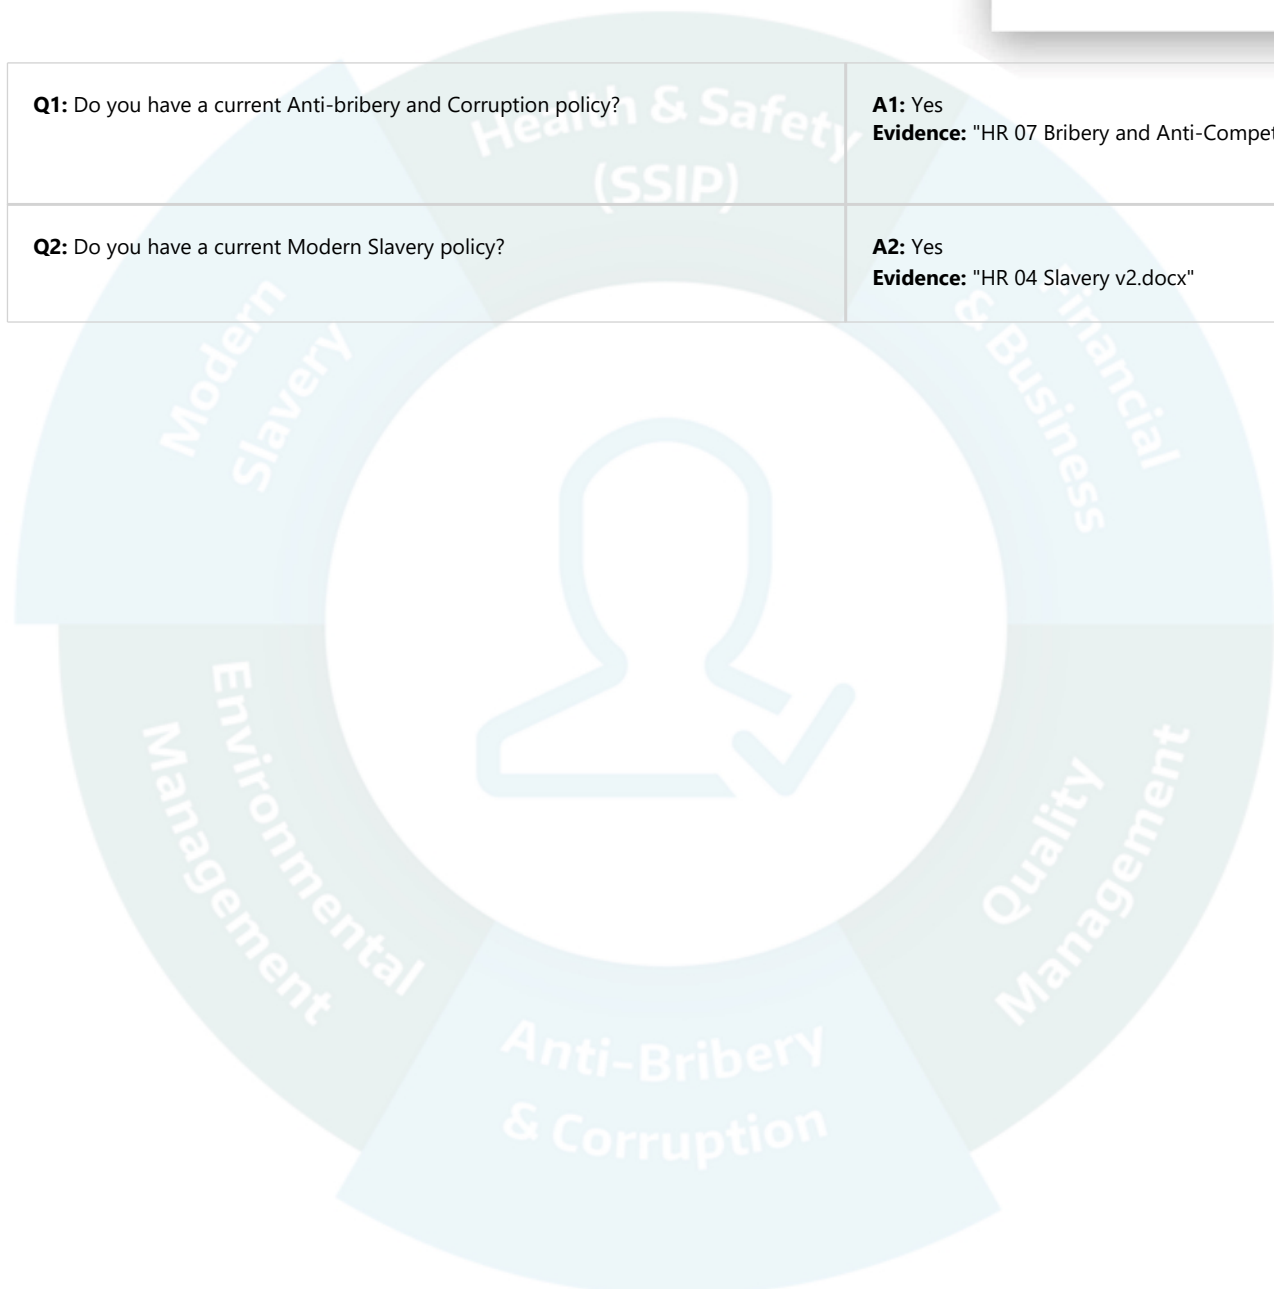 Q1: Do you have a current Anti-bribery and Corruption policy?
A1: Yes
Evidence: "HR 07 Bribery and Anti-Compet
Q2: Do you have a current Modern Slavery policy?
A2: Yes
Evidence: "HR 04 Slavery v2.docx"
Health & Safety
(SSIP)
Financial
& Business
Quality
Management
Anti-Bribery
& Corruption
Environmental
Management
Modern
Slavery